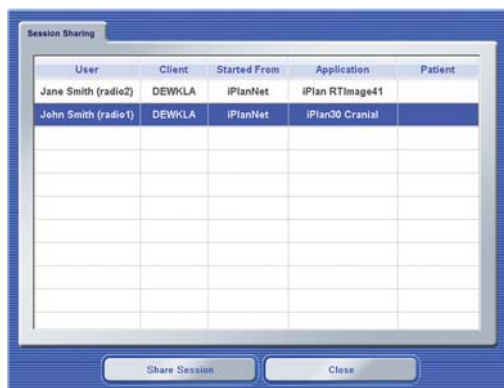 Session Sharing
User Client Started From Application Patient
Jane Smith (radio2) DEWKLA iPlanNet iPlan RTImage41
John Smith (radio1) DEWKLA iPlanNet iPlan30 Cranial
Share Session Close